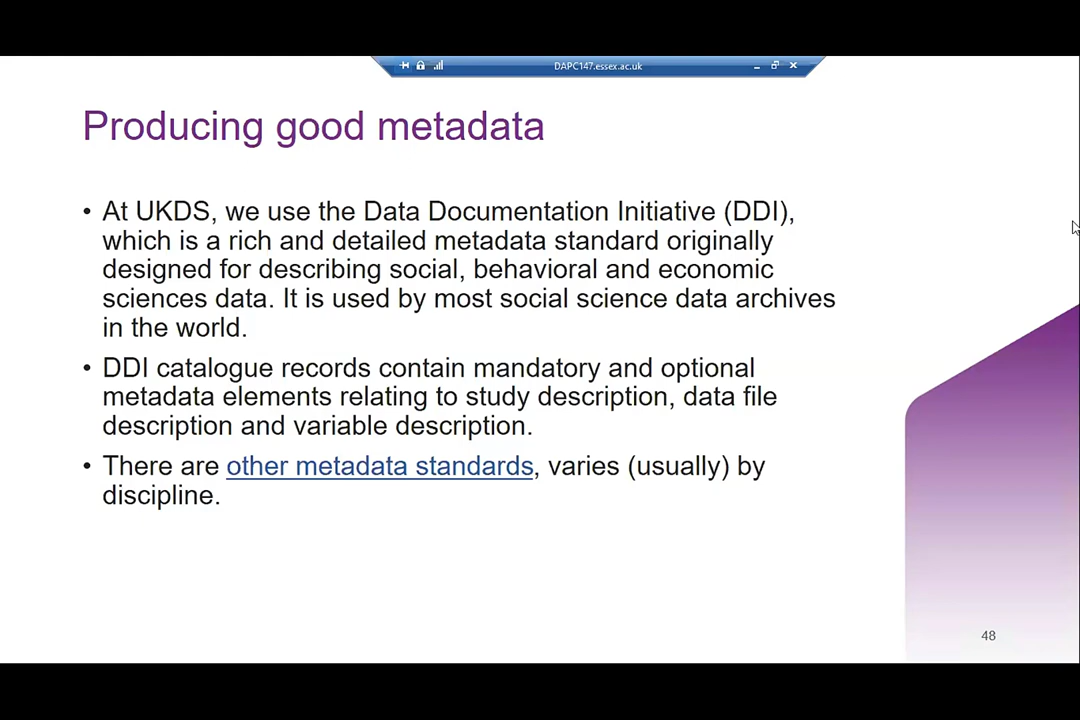 DAPC147.essex.ac.uk
Producing good metadata
• At UKDS, we use the Data Documentation Initiative (DDI),
which is a rich and detailed metadata standard originally
designed for describing social, behavioral and economic
sciences data. It is used by most social science data archives
in the world.
• DDI catalogue records contain mandatory and optional
metadata elements relating to study description, data file
description and variable description.
• There are other metadata standards, varies (usually) by
discipline.
48